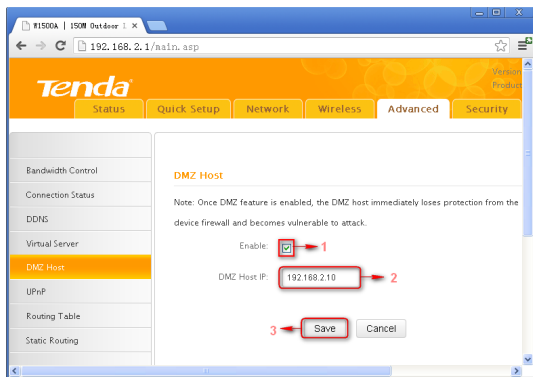 W1500A | 150M Outdoor 1
192.168.2.1/main.asp
Tenda
Version
Product
Status Quick Setup Network Wireless Advanced Security
Bandwidth Control
Connection Status
DDNS
Virtual Server
DMZ Host
UPnP
Routing Table
Static Routing
DMZ Host
Note: Once DMZ feature is enabled, the DMZ host immediately loses protection from the
device firewall and becomes vulnerable to attack.
Enable: 1
DMZ Host IP: 192.168.2.10 2
3 Save Cancel